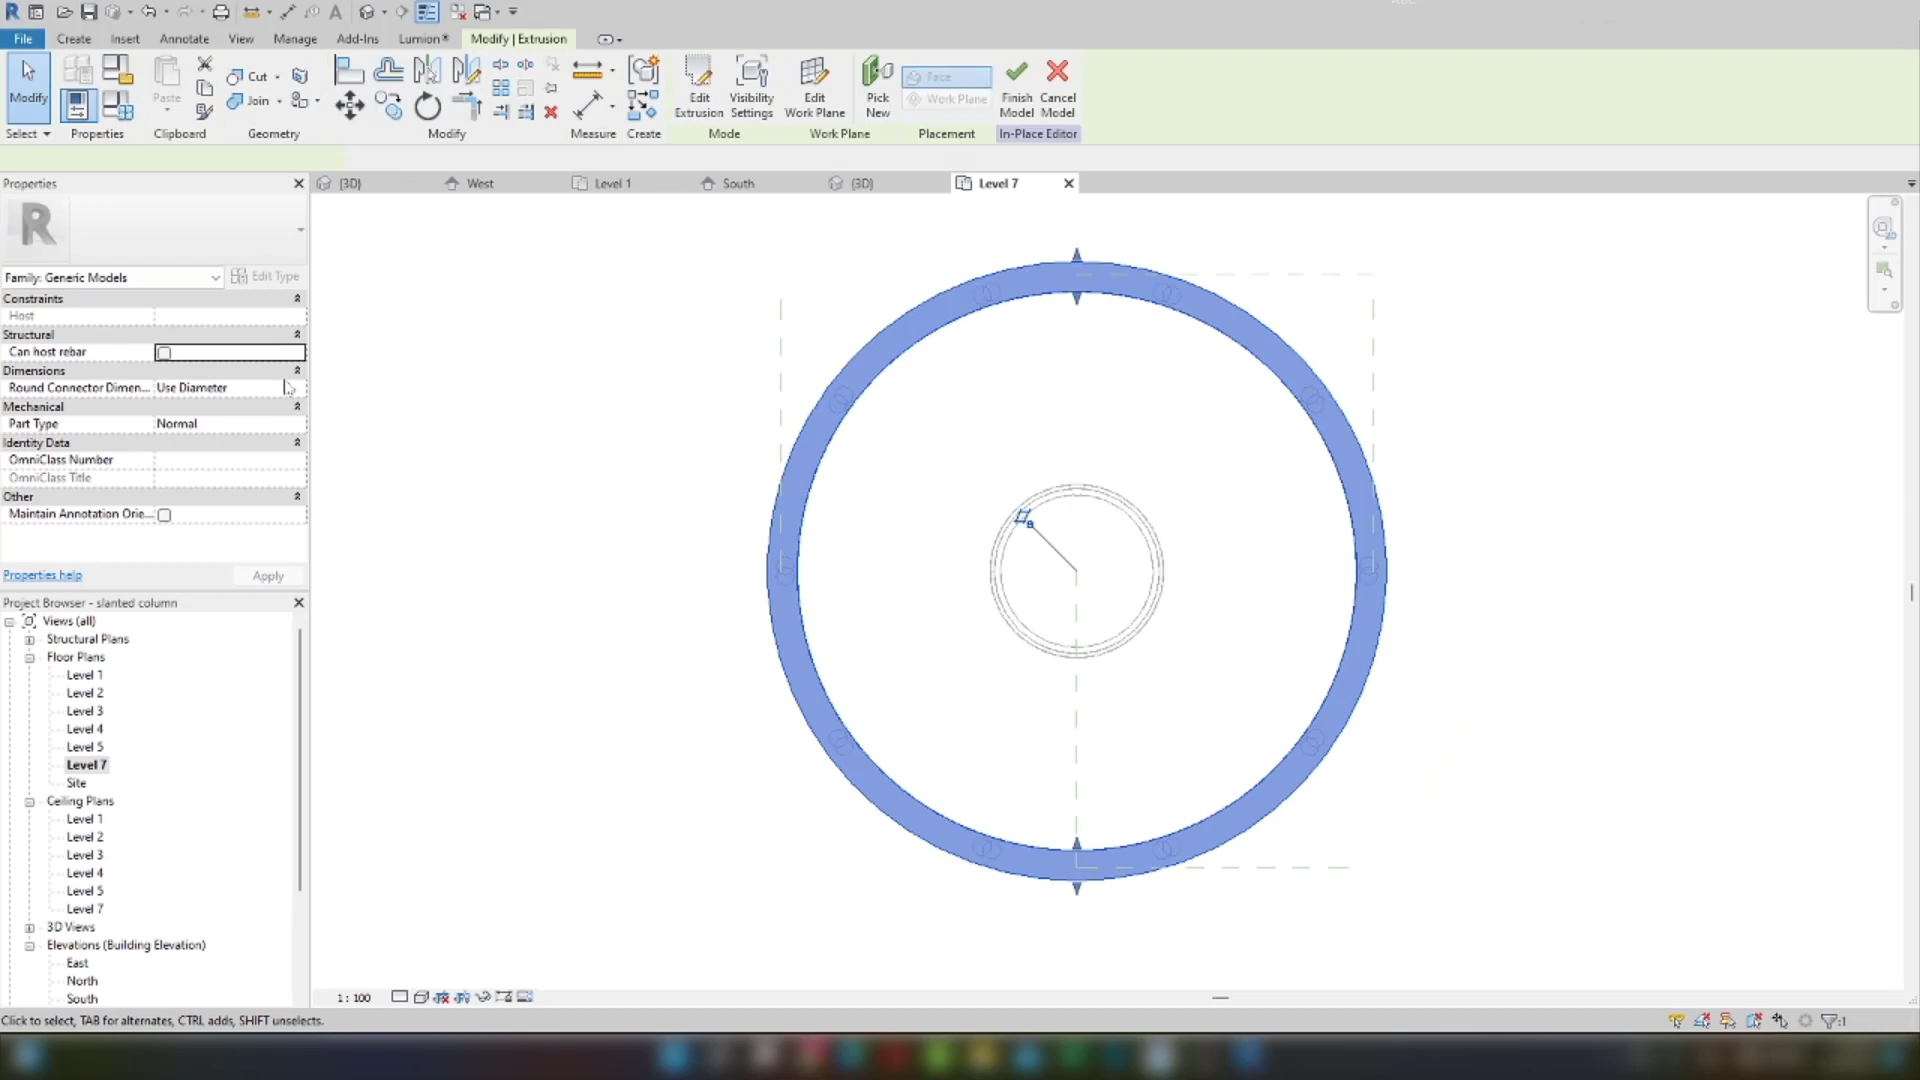 File Create Insert Annotate View Manage Add-Ins Lumion® Modify | Extrusion
Modify
Paste
Cut
Join
Edit Extrusion
Visibility Settings
Edit Work Plane
Pick New
Face
Work Plane
Finish Model
Cancel Model
Select Properties Clipboard Geometry Modify Measure Create Mode Work Plane Placement In-Place Editor
Properties
{3D} West Level 1 South {3D} Level 7
Family: Generic Models Edit Type
Constraints
Host
Structural
Can host rebar
Dimensions
Round Connector Dimen... Use Diameter
Mechanical
Part Type Normal
Identity Data
OmniClass Number
OmniClass Title
Other
Maintain Annotation Orie...
Properties help Apply
Project Browser - slanted column
Views (all)
Structural Plans
Floor Plans
Level 1
Level 2
Level 3
Level 4
Level 5
Level 7
Site
Ceiling Plans
Level 1
Level 2
Level 3
Level 4
Level 5
Level 7
3D Views
Elevations (Building Elevation)
East
North
South
1 : 100
Click to select, TAB for alternates, CTRL adds, SHIFT unselects.
:1